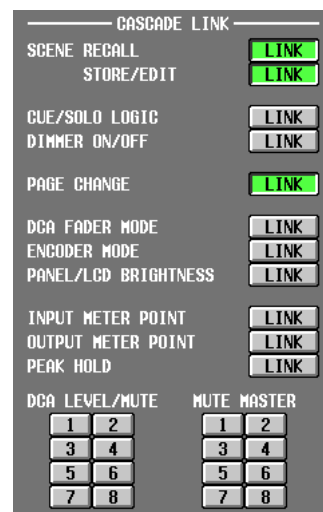 CASCADE LINK
SCENE RECALL LINK
STORE/EDIT LINK
CUE/SOLO LOGIC LINK
DIMMER ON/OFF LINK
PAGE CHANGE LINK
DCA FADER MODE LINK
ENCODER MODE LINK
PANEL/LCD BRIGHTNESS LINK
INPUT METER POINT LINK
OUTPUT METER POINT LINK
PEAK HOLD LINK
DCA LEVEL/MUTE MUTE MASTER
1 2 1 2
3 4 3 4
5 6 5 6
7 8 7 8